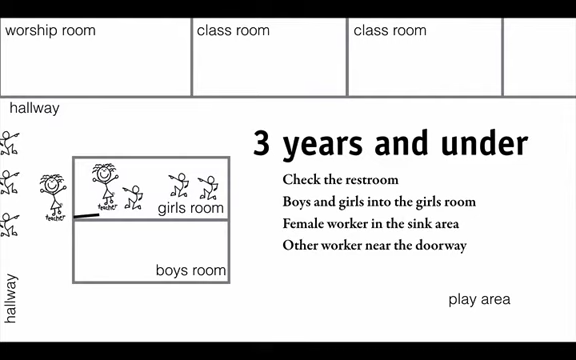 worship room
class room
class room
hallway
3 years and under
Check the restroom
Boys and girls into the girls room
Female worker in the sink area
Other worker near the doorway
teacher
teacher
girls room
boys room
hallway
play area